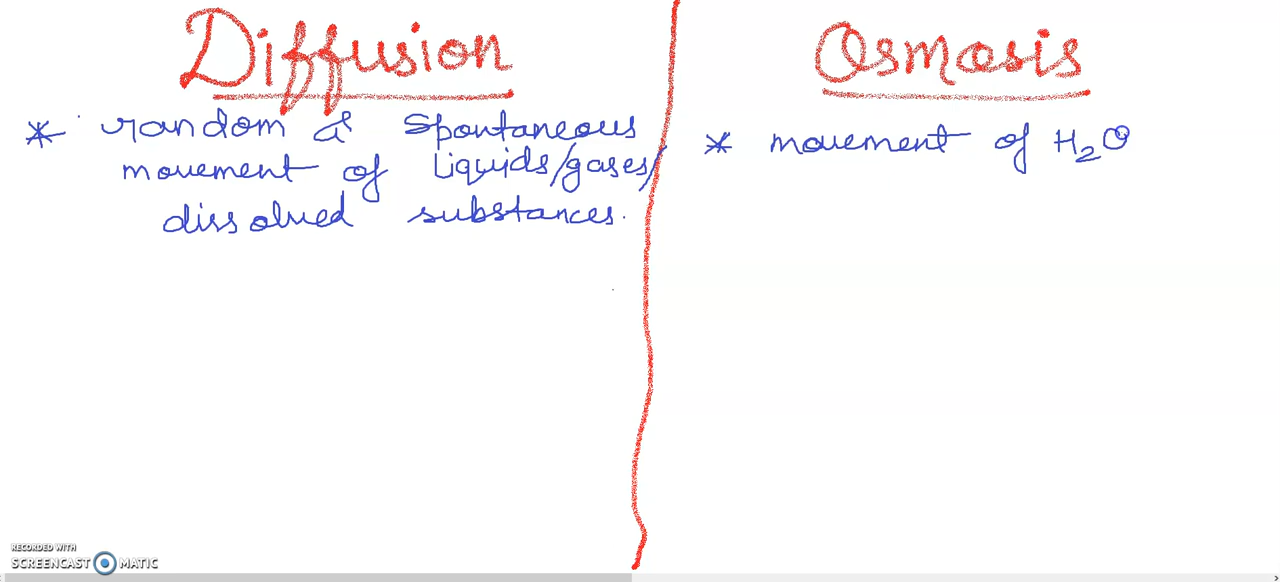 Diffusion
* random & spontaneous
movement of liquids/gases/
dissolved substances.
Osmosis
* movement of H₂O
RECORDED WITH
SCREENCAST MATIC